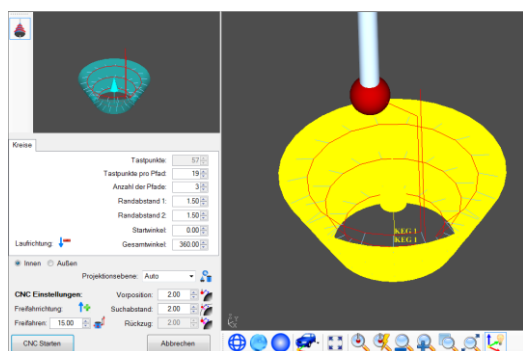 Kreise
Tastpunkte: 57
Tastpunkte pro Pfad: 19
Anzahl der Pfade: 3
Randabstand 1: 1.50
Randabstand 2: 1.50
Startwinkel: 0.00
Laufrichtung: Gesamtwinkel: 360.00
Innen Außen
Projektionsebene: Auto
CNC Einstellungen: Vorposition: 2.00
Freifahrrichtung: Suchabstand: 2.00
Freifahren: 15.00 Rückzug: 2.00
CNC Starten Abbrechen
KEG 1
KEG 1